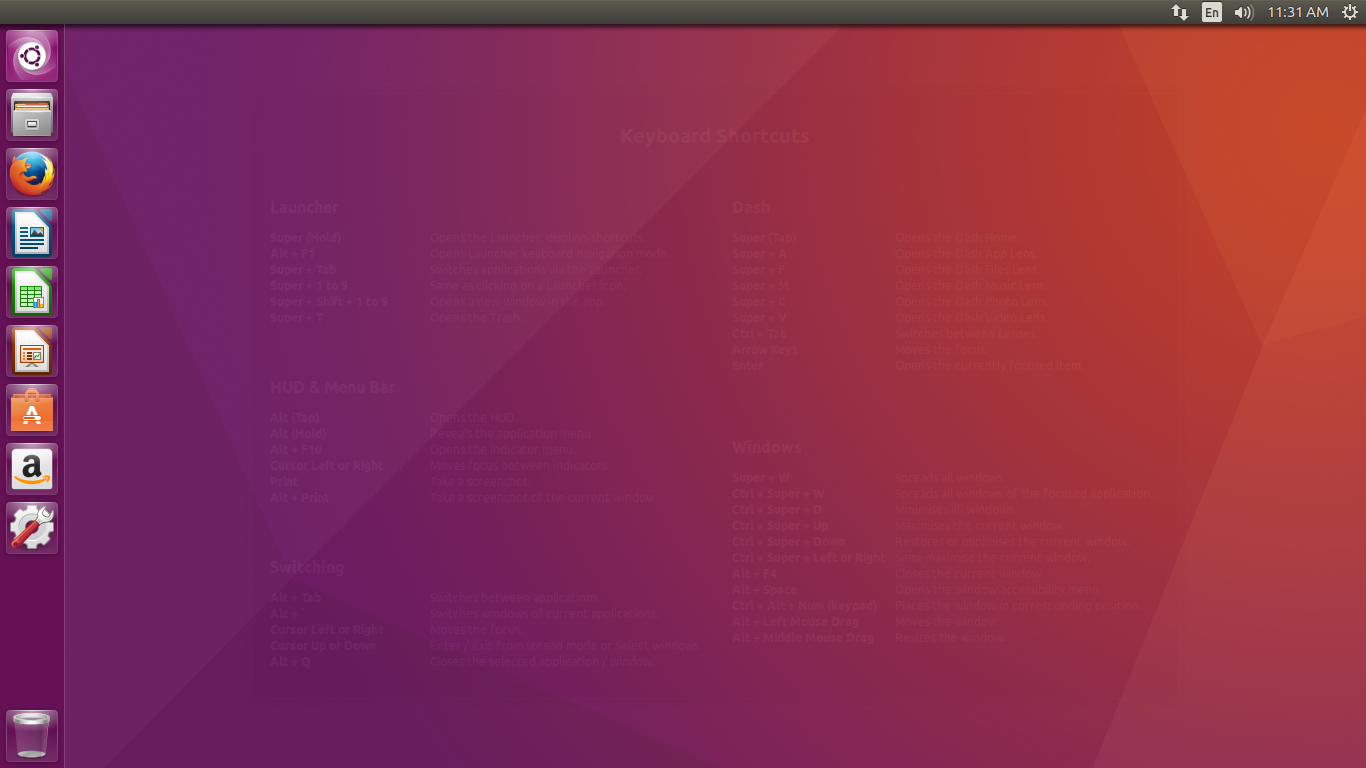 En
11:31 AM
Keyboard Shortcuts
Launcher
Super (Hold) Opens the Launcher, displays shortcuts.
Alt + F1 Opens Launcher keyboard navigation mode.
Super + Tab Switches applications via the Launcher.
Super + 1 to 9 Same as clicking on a Launcher icon.
Super + Shift + 1 to 9 Opens a new window in the app.
Super + T Opens the Trash.
HUD & Menu Bar
Alt (Tap) Opens the HUD.
Alt (Hold) Reveals the application menu.
Alt + F10 Opens the indicator menu.
Cursor Left or Right Moves focus between indicators.
Print Take a screenshot.
Alt + Print Take a screenshot of the current window.
Switching
Alt + Tab Switches between applications.
Alt + Switches windows of current applications.
Cursor Left or Right Moves the focus.
Cursor Up or Down Enter / Exit from spread mode or Select windows.
Alt + Q Closes the selected application / window.
Dash
Super (Tap) Opens the Dash Home.
Super + A Opens the Dash App Lens.
Super + F Opens the Dash Files Lens.
Super + M Opens the Dash Music Lens.
Super + C Opens the Dash Photo Lens.
Super + V Opens the Dash Video Lens.
Ctrl + Tab Switches between Lenses.
Arrow Keys Moves the focus.
Enter Opens the currently focused item.
Windows
Super + W Spreads all windows.
Ctrl + Super + W Spreads all windows of the focused application.
Ctrl + Super + D Minimises all windows.
Ctrl + Super + Up Maximises the current window.
Ctrl + Super + Down Restores or minimises the current window.
Ctrl + Super + Left or Right Semi-maximise the current window.
Alt + F4 Closes the current window.
Alt + Space Opens the window accessibility menu.
Ctrl + Alt + Num (keypad) Places the window in corresponding position.
Alt + Left Mouse Drag Moves the window.
Alt + Middle Mouse Drag Resizes the window.